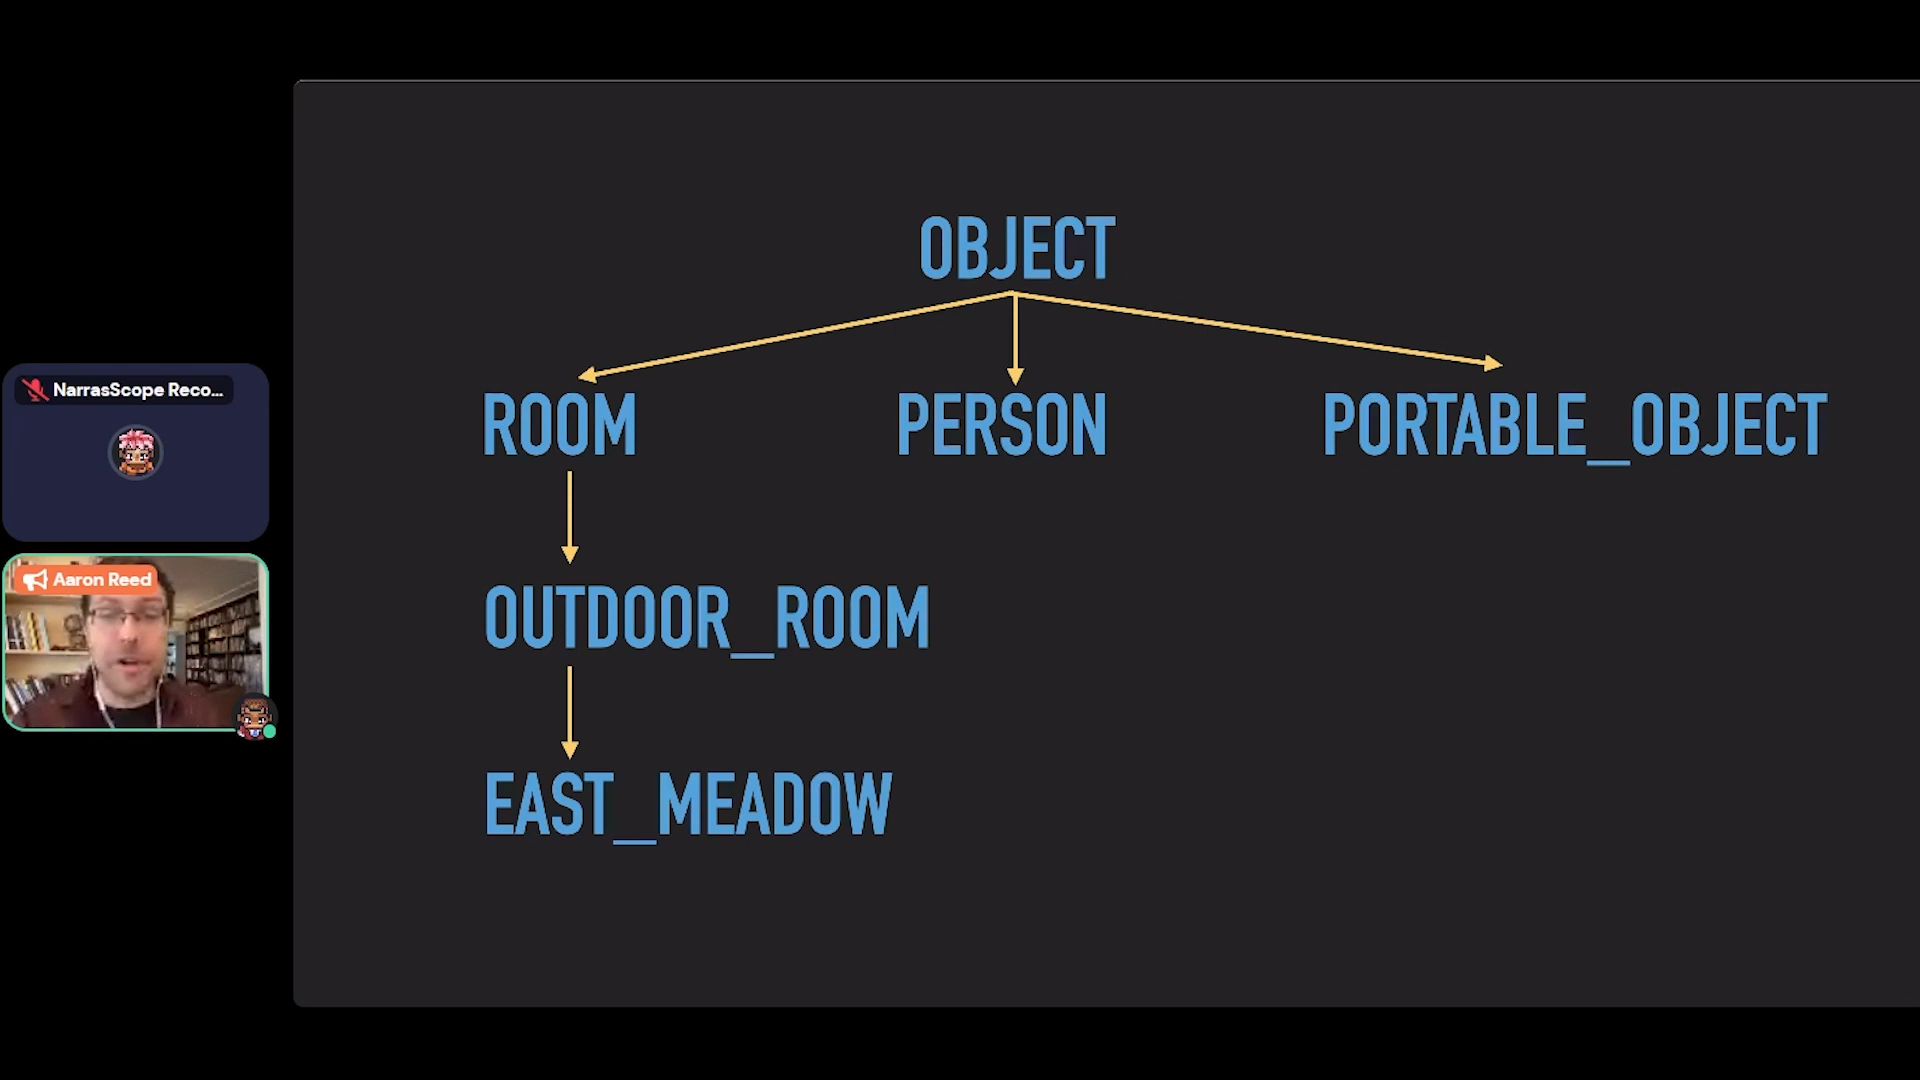 NarrasScope Reco...
Aaron Reed
OBJECT
ROOM PERSON PORTABLE_OBJECT
OUTDOOR_ROOM
EAST_MEADOW